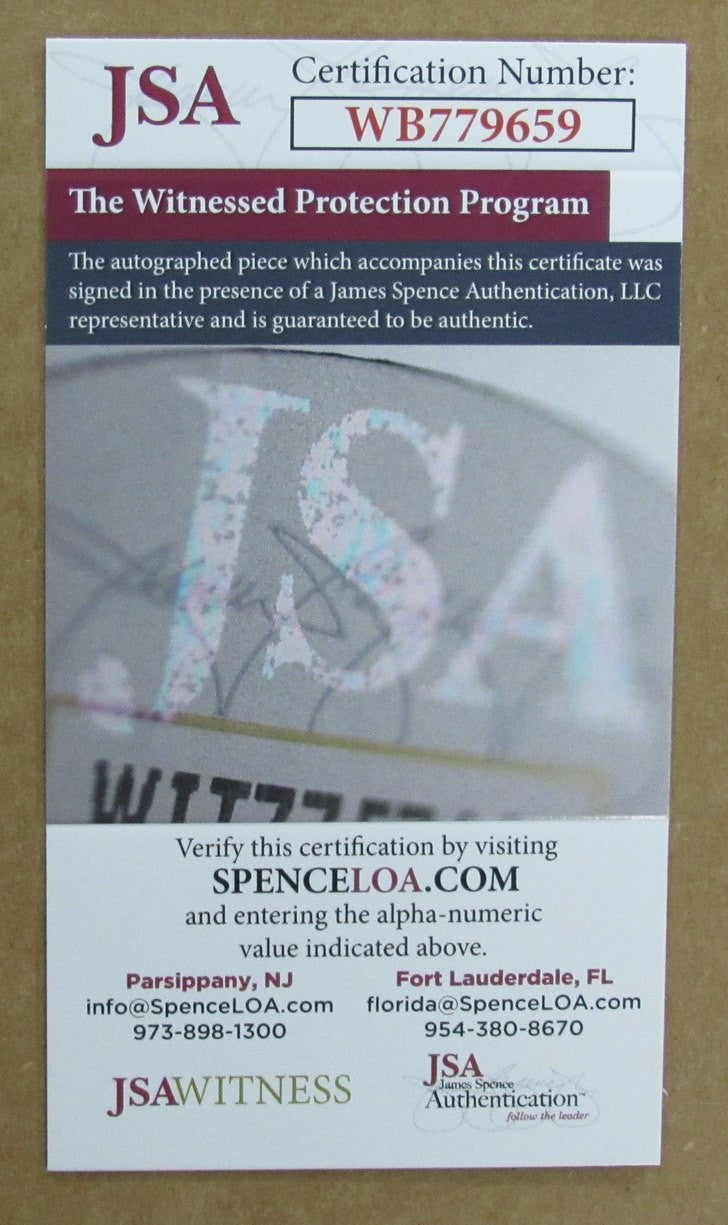 JSA
Certification Number:
WB779659
The Witnessed Protection Program
The autographed piece which accompanies this certificate was
signed in the presence of a James Spence Authentication, LLC
representative and is guaranteed to be authentic.
JSA
Verify this certification by visiting
SPENCELOA.COM
and entering the alpha-numeric
value indicated above.
Parsippany, NJ
info@SpenceLOA.com
973-898-1300
Fort Lauderdale, FL
florida@SpenceLOA.com
954-380-8670
JSAWITNESS
JSA
James Spence
Authentication™
follow the leader